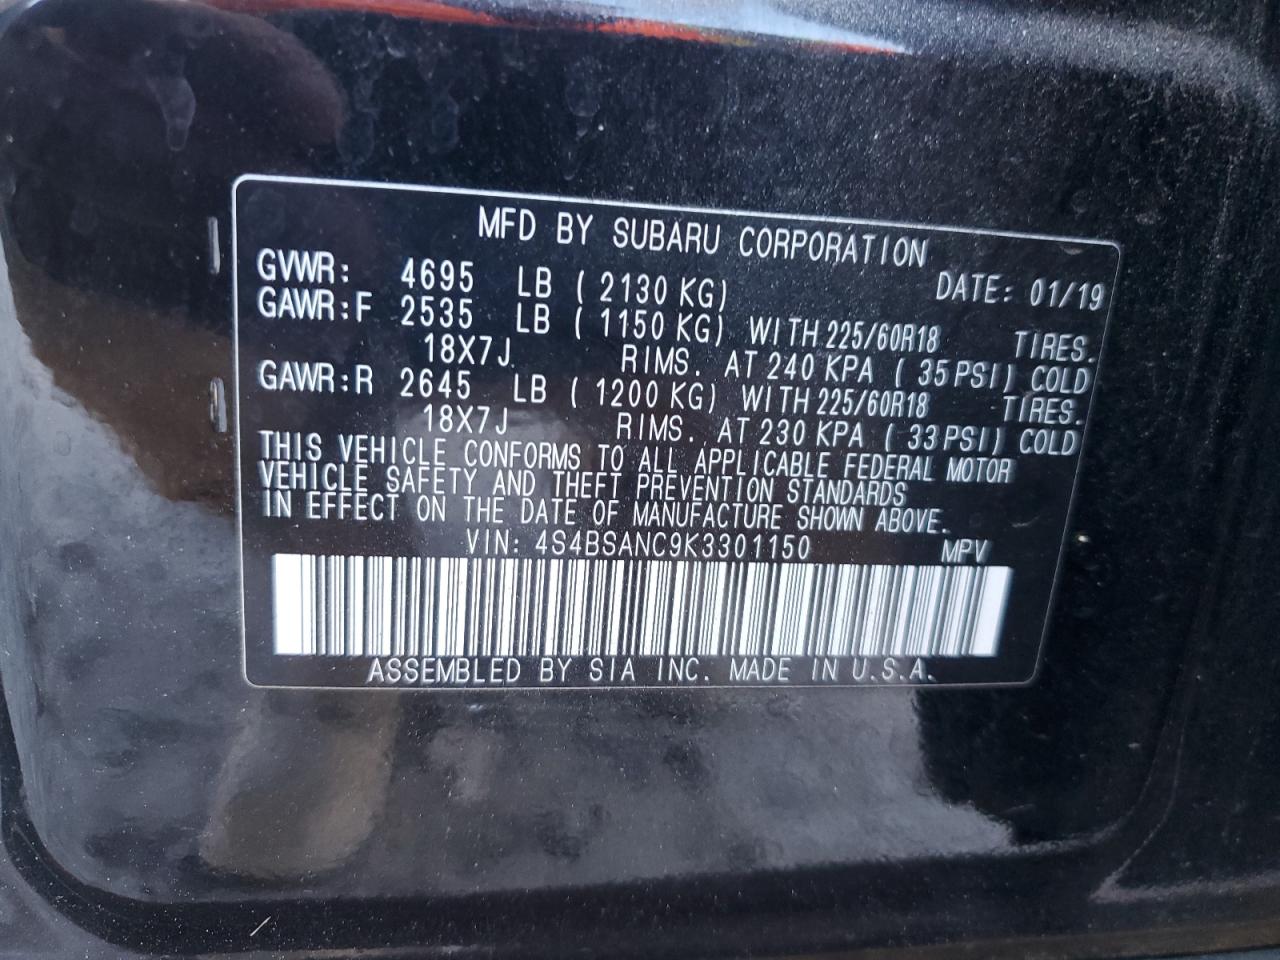 MFD BY SUBARU CORPORATION
GVWR: 4695 LB ( 2130 KG) DATE: 01/19
GAWR:F 2535 LB ( 1150 KG) WITH 225/60R18 TIRES.
18X7J RIMS. AT 240 KPA ( 35 PSI) COLD
GAWR:R 2645 LB ( 1200 KG) WITH 225/60R18 TIRES.
18X7J RIMS. AT 230 KPA ( 33 PSI) COLD
THIS VEHICLE CONFORMS TO ALL APPLICABLE FEDERAL MOTOR
VEHICLE SAFETY AND THEFT PREVENTION STANDARDS
IN EFFECT ON THE DATE OF MANUFACTURE SHOWN ABOVE.
VIN: 4S4BSANC9K3301150 MPV
ASSEMBLED BY SIA INC. MADE IN U.S.A.